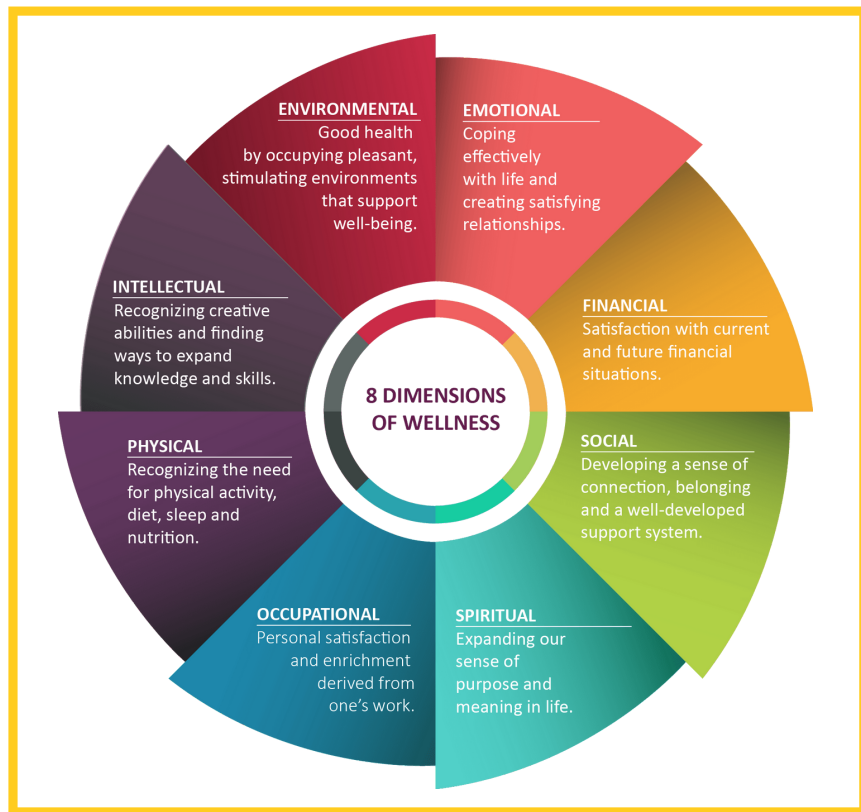 8 DIMENSIONS
OF WELLNESS
EMOTIONAL
Coping
effectively
with life and
creating satisfying
relationships.
FINANCIAL
Satisfaction with current
and future financial
situations.
SOCIAL
Developing a sense of
connection, belonging
and a well-developed
support system.
SPIRITUAL
Expanding our
sense of
purpose and
meaning in life.
OCCUPATIONAL
Personal satisfaction
and enrichment
derived from
one's work.
PHYSICAL
Recognizing the need
for physical activity,
diet, sleep and
nutrition.
INTELLECTUAL
Recognizing creative
abilities and finding
ways to expand
knowledge and skills.
ENVIRONMENTAL
Good health
by occupying pleasant,
stimulating environments
that support
well-being.